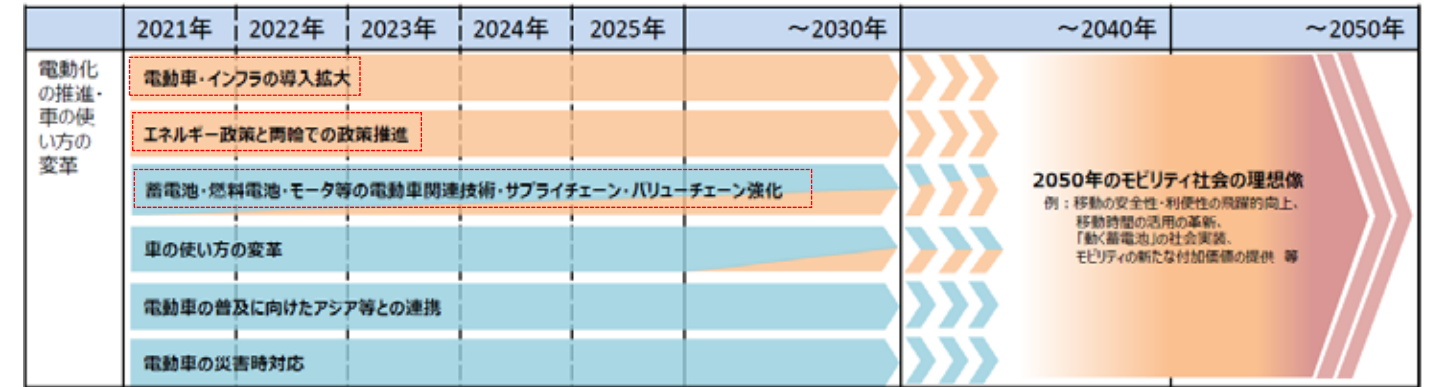 2021年 2022年 2023年 2024年 2025年 ～2030年 ～2040年 ～2050年
電動化
の推進・
車の使
い方の
変革
電動車・インフラの導入拡大
エネルギー政策と両輪での政策推進
蓄電池・燃料電池・モータ等の電動車関連技術・サプライチェーン・バリューチェーン強化
車の使い方の変革
電動車の普及に向けたアジア等との連携
電動車の災害時対応
2050年のモビリティ社会の理想像
例：移動の安全性・利便性の飛躍的向上、
移動時間の活用の革新、
「動く蓄電池」の社会実装、
モビリティの新たな付加価値の提供 等